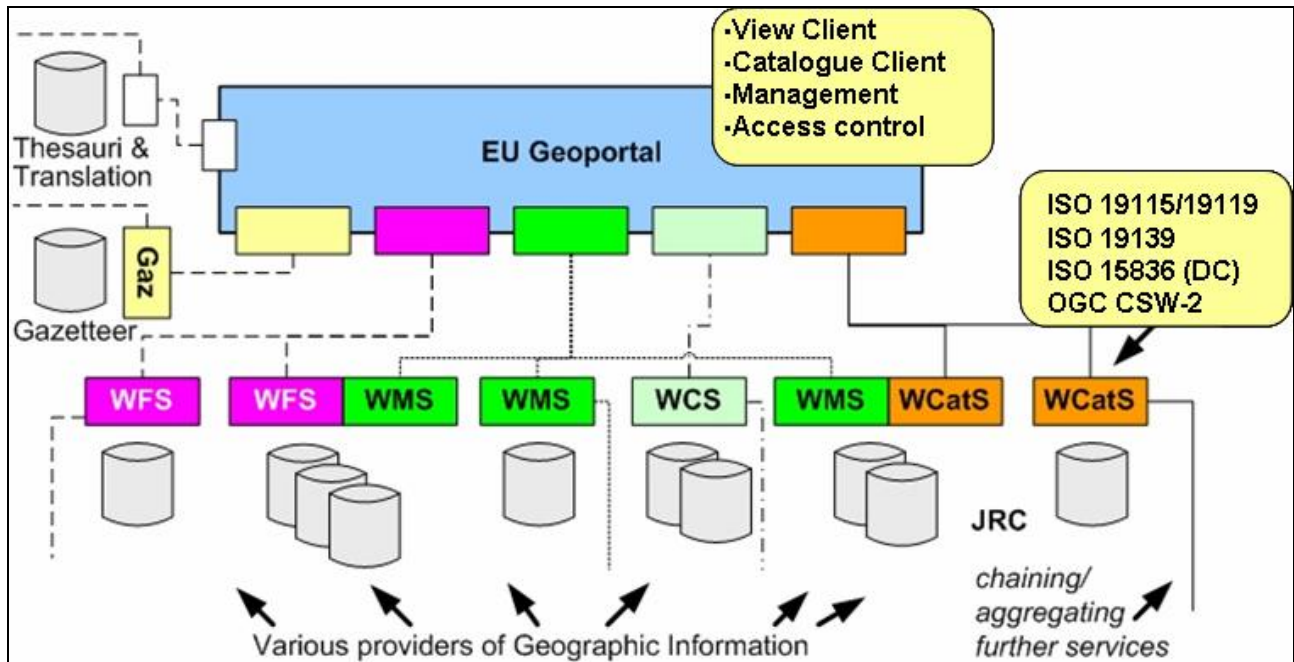 ·View Client
·Catalogue Client
·Management
·Access control
EU Geoportal
Thesauri &
Translation
ISO 19115/19119
ISO 19139
ISO 15836 (DC)
OGC CSW-2
Gaz
Gazetteer
WFS
WFS
WMS
WMS
WCS
WMS
WCatS
WCatS
JRC
chaining/
aggregating
further services
Various providers of Geographic Information